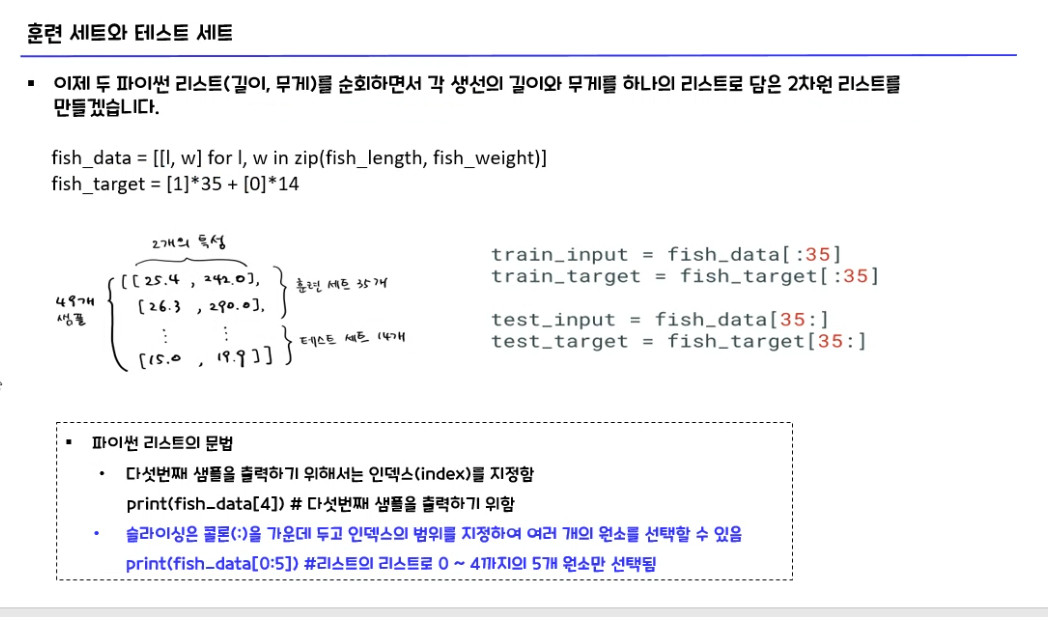 훈련 세트와 테스트 세트
▪ 이제 두 파이썬 리스트(길이, 무게)를 순회하면서 각 생선의 길이와 무게를 하나의 리스트로 담은 2차원 리스트를
만들겠습니다.
fish_data = [[l, w] for l, w in zip(fish_length, fish_weight)]
fish_target = [1]*35 + [0]*14
2개의 특성
49개
샘플
[[25.4 , 242.0],
[26.3 , 290.0],
⋮ ⋮
[15.0 , 19.9]]
훈련 세트 35개
테스트 세트 14개
train_input = fish_data[:35]
train_target = fish_target[:35]
test_input = fish_data[35:]
test_target = fish_target[35:]
▪ 파이썬 리스트의 문법
• 다섯번째 샘플을 출력하기 위해서는 인덱스(index)를 지정함
print(fish_data[4]) # 다섯번째 샘플을 출력하기 위함
• 슬라이싱은 콜론(:)을 가운데 두고 인덱스의 범위를 지정하여 여러 개의 원소를 선택할 수 있음
print(fish_data[0:5]) #리스트의 리스트로 0 ~ 4까지의 5개 원소만 선택됨